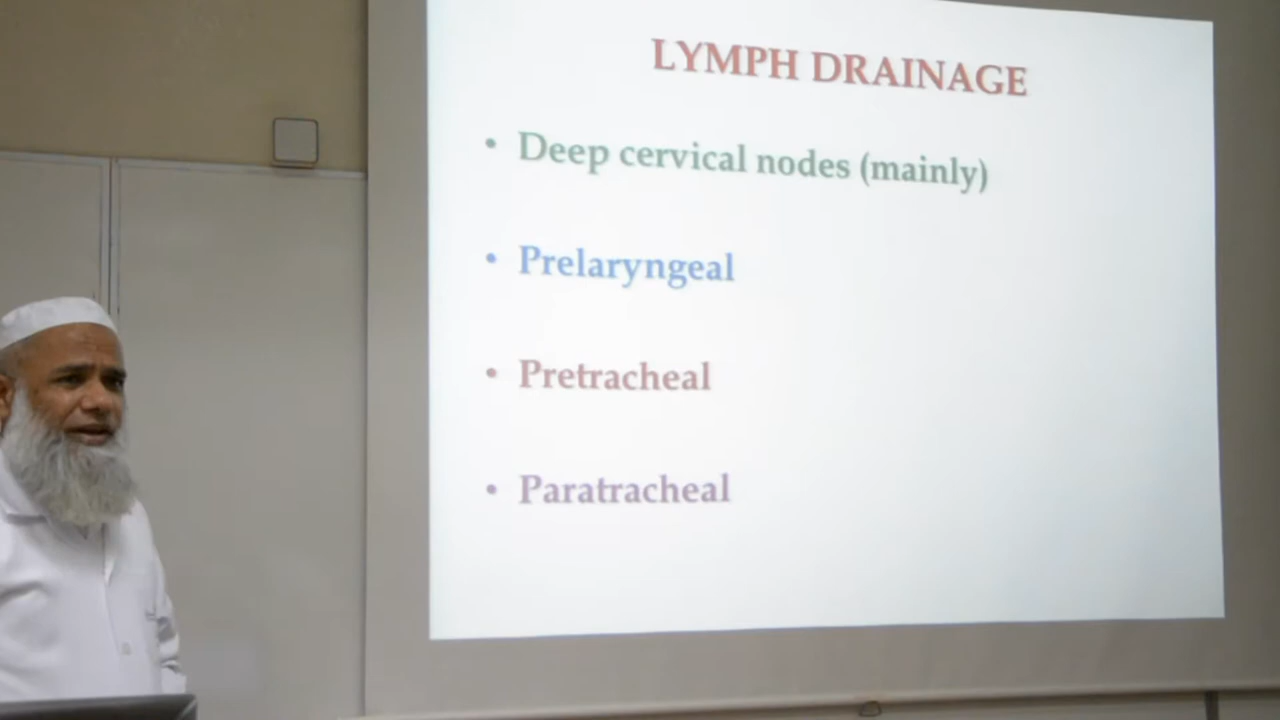 LYMPH DRAINAGE
• Deep cervical nodes (mainly)
• Prelaryngeal
• Pretracheal
• Paratracheal